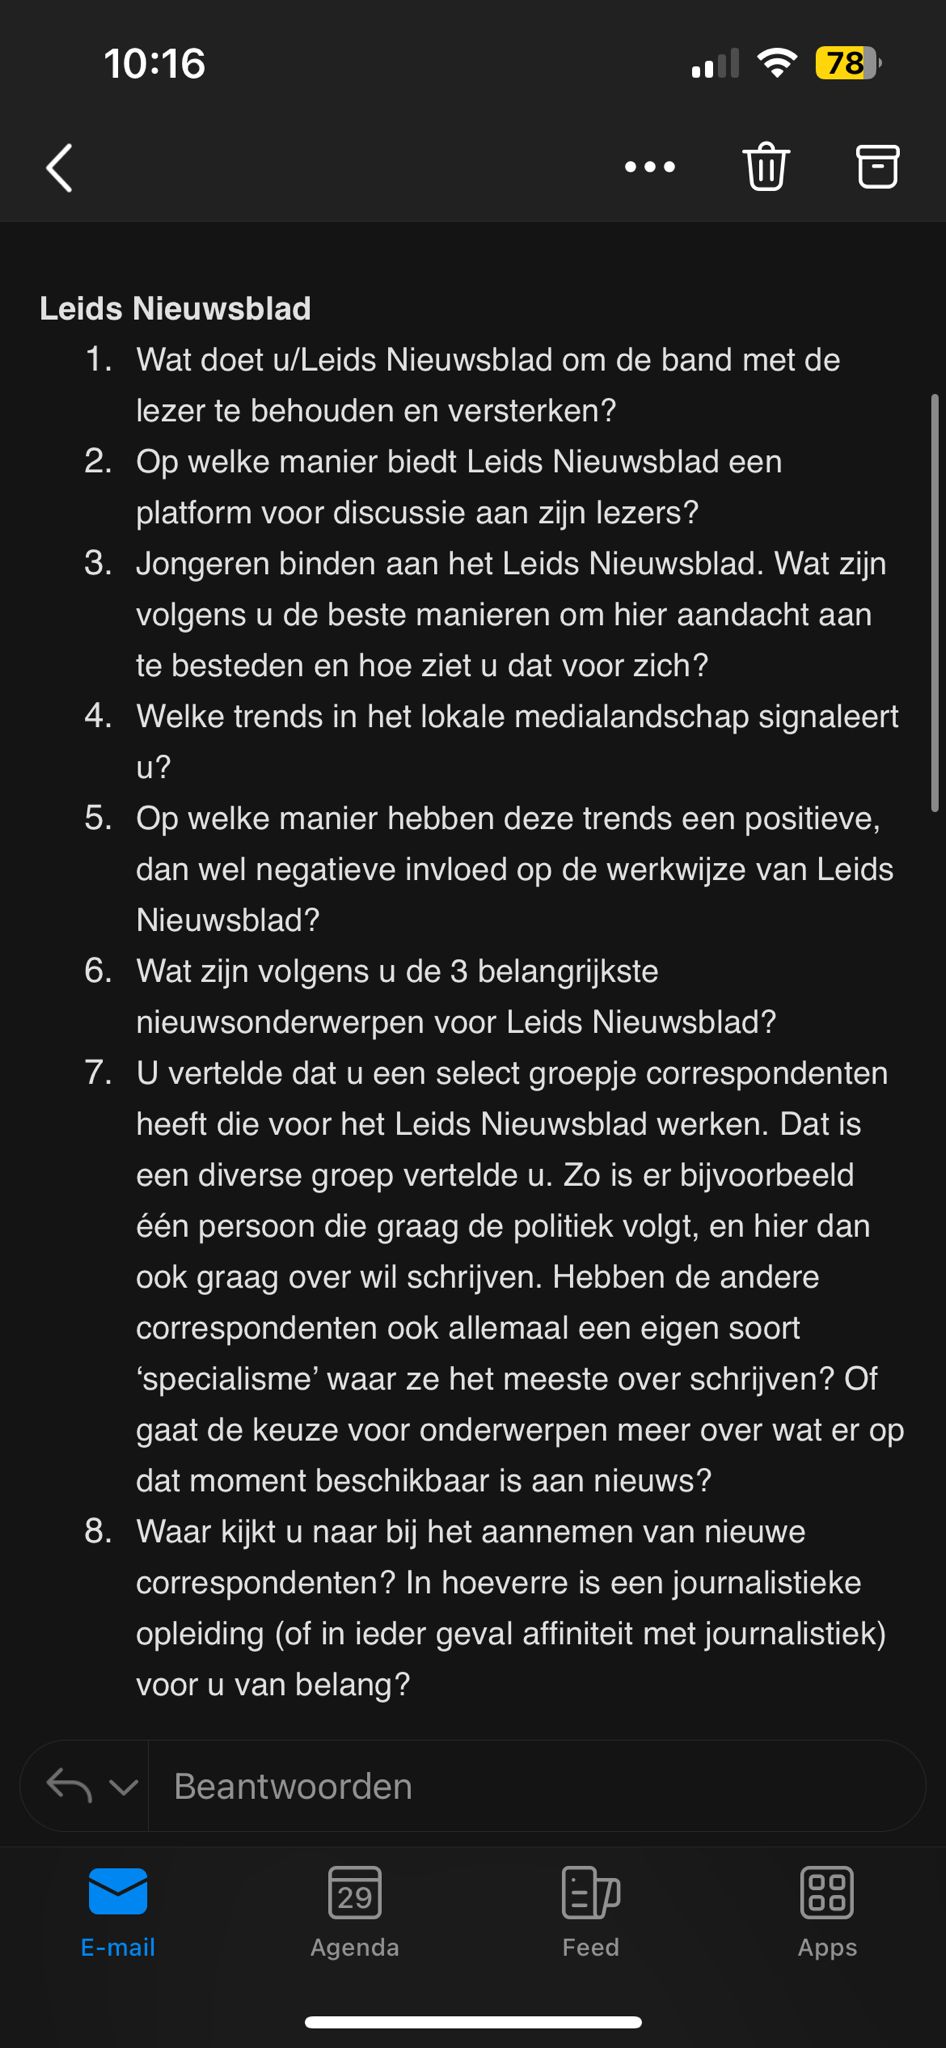 10:16
78
Leids Nieuwsblad
1. Wat doet u/Leids Nieuwsblad om de band met de
lezer te behouden en versterken?
2. Op welke manier biedt Leids Nieuwsblad een
platform voor discussie aan zijn lezers?
3. Jongeren binden aan het Leids Nieuwsblad. Wat zijn
volgens u de beste manieren om hier aandacht aan
te besteden en hoe ziet u dat voor zich?
4. Welke trends in het lokale medialandschap signaleert
u?
5. Op welke manier hebben deze trends een positieve,
dan wel negatieve invloed op de werkwijze van Leids
Nieuwsblad?
6. Wat zijn volgens u de 3 belangrijkste
nieuwsonderwerpen voor Leids Nieuwsblad?
7. U vertelde dat u een select groepje correspondenten
heeft die voor het Leids Nieuwsblad werken. Dat is
een diverse groep vertelde u. Zo is er bijvoorbeeld
één persoon die graag de politiek volgt, en hier dan
ook graag over wil schrijven. Hebben de andere
correspondenten ook allemaal een eigen soort
‘specialisme’ waar ze het meeste over schrijven? Of
gaat de keuze voor onderwerpen meer over wat er op
dat moment beschikbaar is aan nieuws?
8. Waar kijkt u naar bij het aannemen van nieuwe
correspondenten? In hoeverre is een journalistieke
opleiding (of in ieder geval affiniteit met journalistiek)
voor u van belang?
Beantwoorden
29
E-mail
Agenda
Feed
Apps